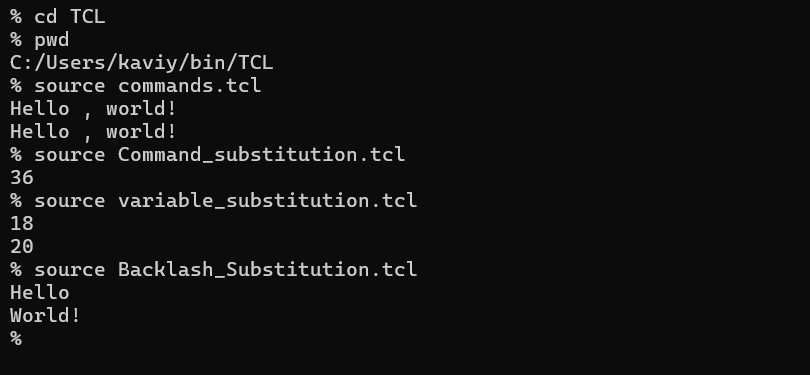 % cd TCL
% pwd
C:/Users/kaviy/bin/TCL
% source commands.tcl
Hello , world!
Hello , world!
% source Command_substitution.tcl
36
% source variable_substitution.tcl
18
20
% source Backlash_Substitution.tcl
Hello
World!
%